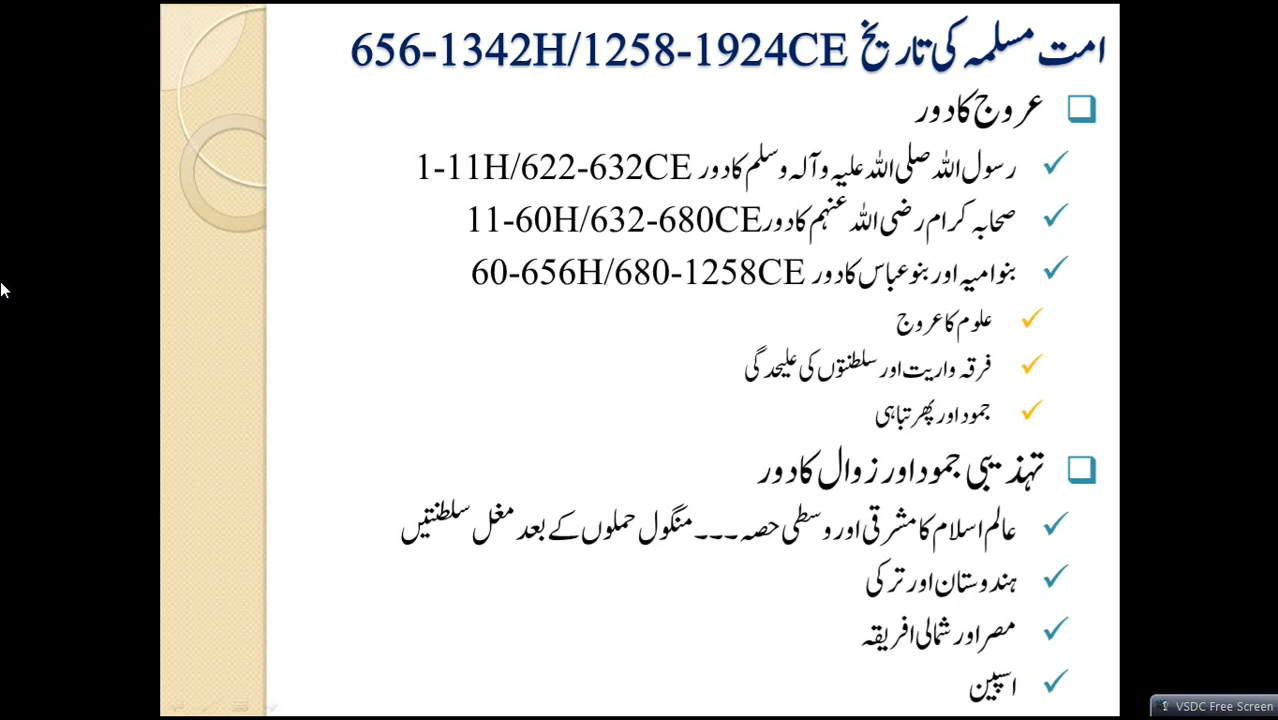 امت مسلمہ کی تاریخ 656-1342H/1258-1924CE
عروج کا دور
رسول اللہ صلی اللہ علیہ وآلہ وسلم کا دور 1-11H/622-632CE
صحابہ کرام رضی اللہ عنہم کا دور 11-60H/632-680CE
بنو امیہ اور بنو عباس کا دور 60-656H/680-1258CE
علوم کا عروج
فرقہ واریت اور سلطنتوں کی علیحدگی
جمود اور پھر تباہی
تہذیبی جمود اور زوال کا دور
عالم اسلام کا مشرقی اور وسطی حصہ۔۔۔ منگول حملوں کے بعد مغل سلطنتیں
ہندوستان اور ترکی
مصر اور شمالی افریقہ
اسپین
VSDC Free Screen